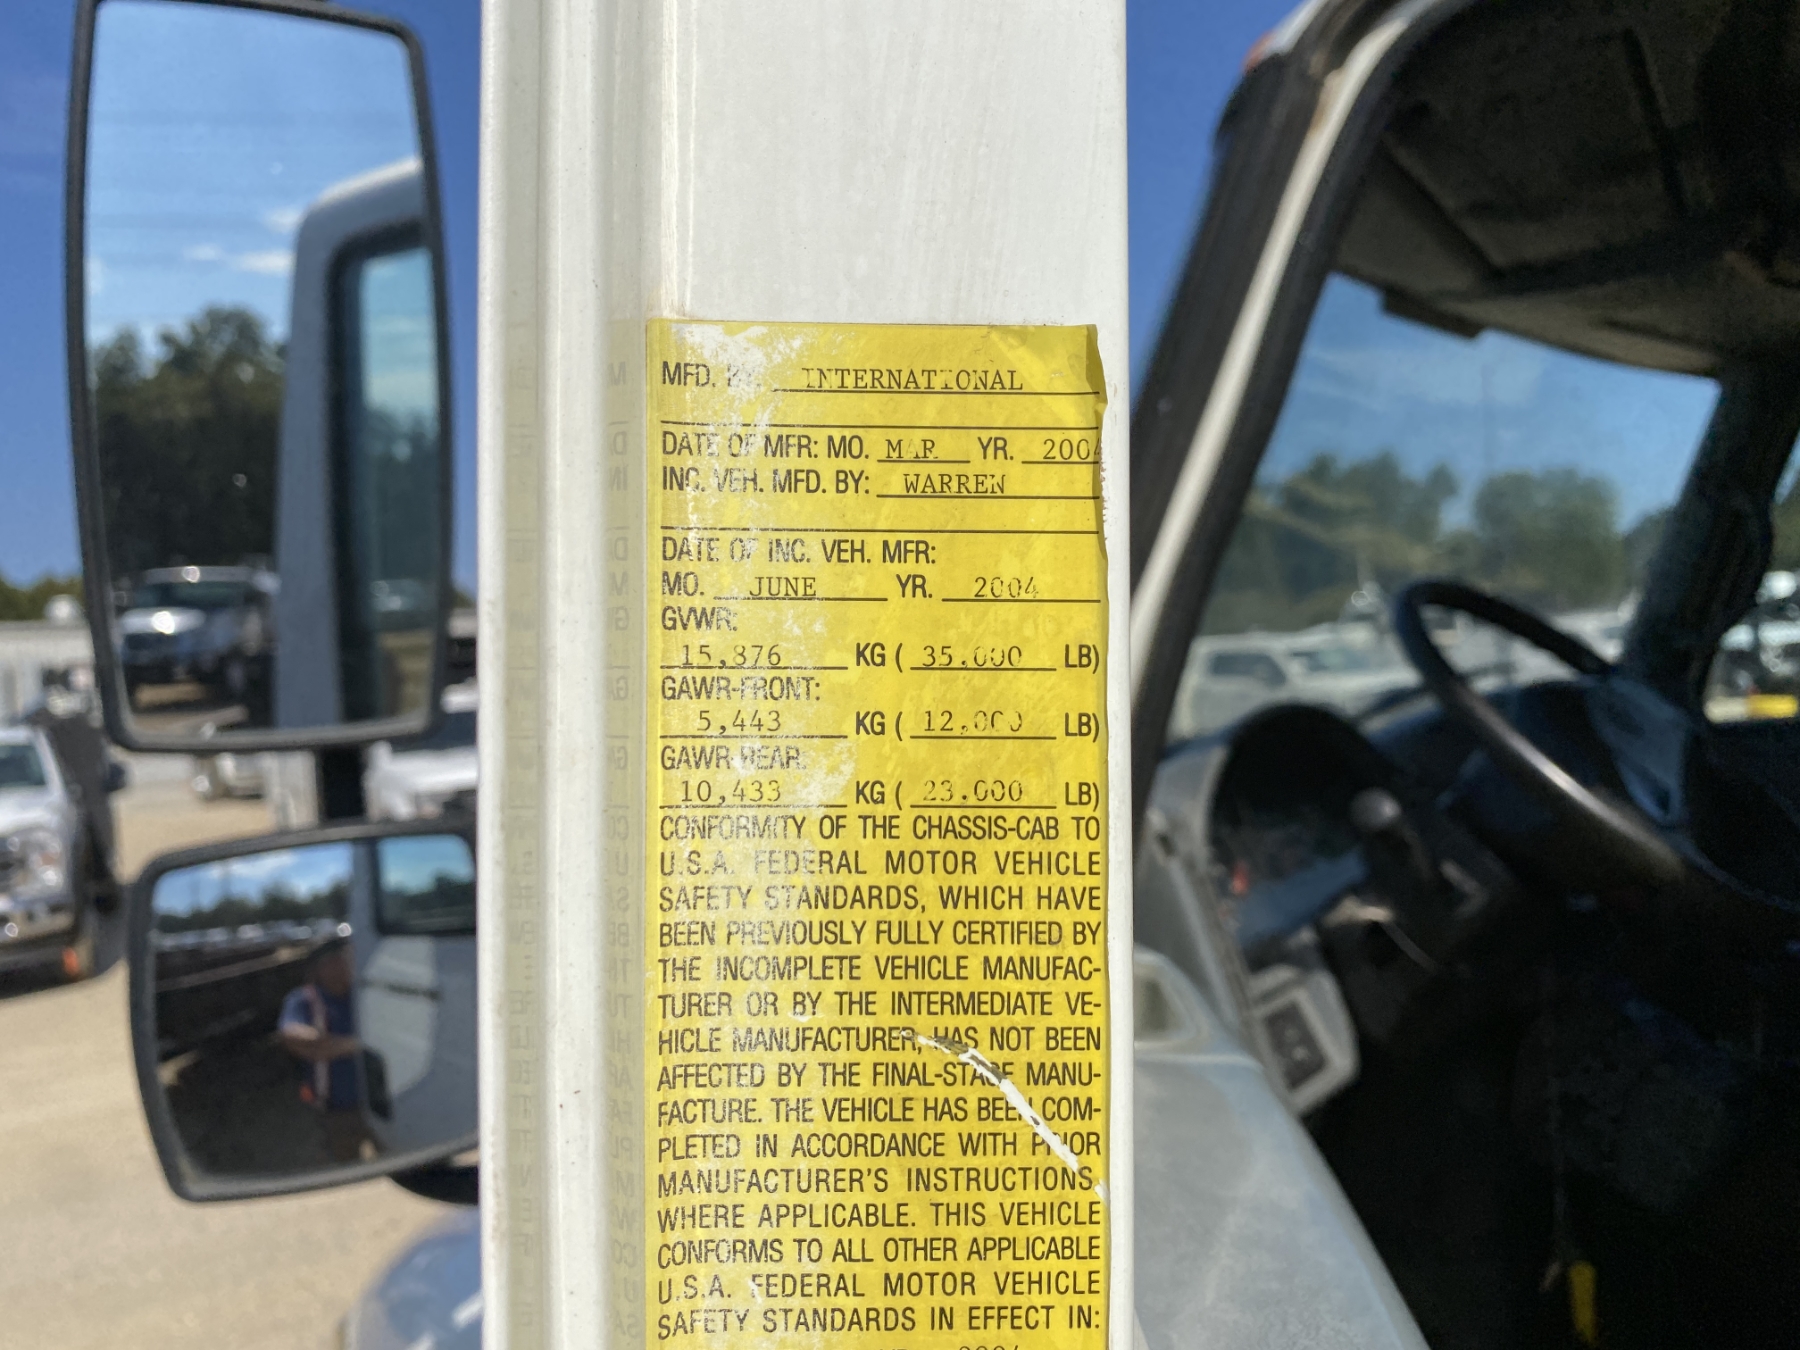 MFD. BY. INTERNATIONAL
DATE OF MFR: MO. MAR YR. 2004
INC. VEH. MFD. BY: WARREN
DATE OF INC. VEH. MFR:
MO. JUNE YR. 2004
GVWR:
15,876 KG ( 35,000 LB)
GAWR-FRONT:
5,443 KG ( 12,000 LB)
GAWR-REAR:
10,433 KG ( 23,000 LB)
CONFORMITY OF THE CHASSIS-CAB TO
U.S.A. FEDERAL MOTOR VEHICLE
SAFETY STANDARDS, WHICH HAVE
BEEN PREVIOUSLY FULLY CERTIFIED BY
THE INCOMPLETE VEHICLE MANUFAC-
TURER OR BY THE INTERMEDIATE VE-
HICLE MANUFACTURER, HAS NOT BEEN
AFFECTED BY THE FINAL-STAGE MANU-
FACTURE. THE VEHICLE HAS BEEN COM-
PLETED IN ACCORDANCE WITH PRIOR
MANUFACTURER'S INSTRUCTIONS,
WHERE APPLICABLE. THIS VEHICLE
CONFORMS TO ALL OTHER APPLICABLE
U.S.A. FEDERAL MOTOR VEHICLE
SAFETY STANDARDS IN EFFECT IN: